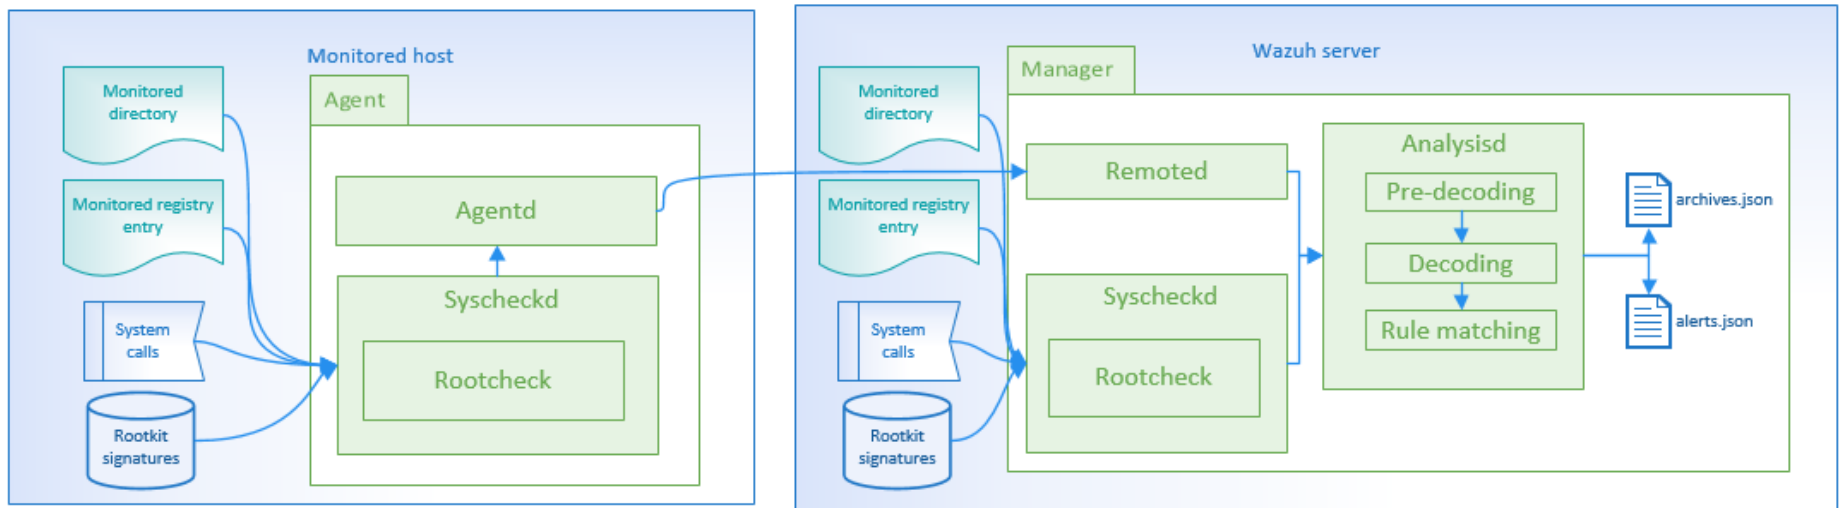 Monitored host
Monitored
directory
Agent
Monitored registry
entry
Agentd
System
calls
Syscheckd
Rootcheck
Rootkit
signatures
Wazuh server
Manager
Monitored
directory
Remoted
Monitored registry
entry
System
calls
Syscheckd
Rootcheck
Rootkit
signatures
Analysisd
Pre-decoding
Decoding
Rule matching
archives.json
alerts.json